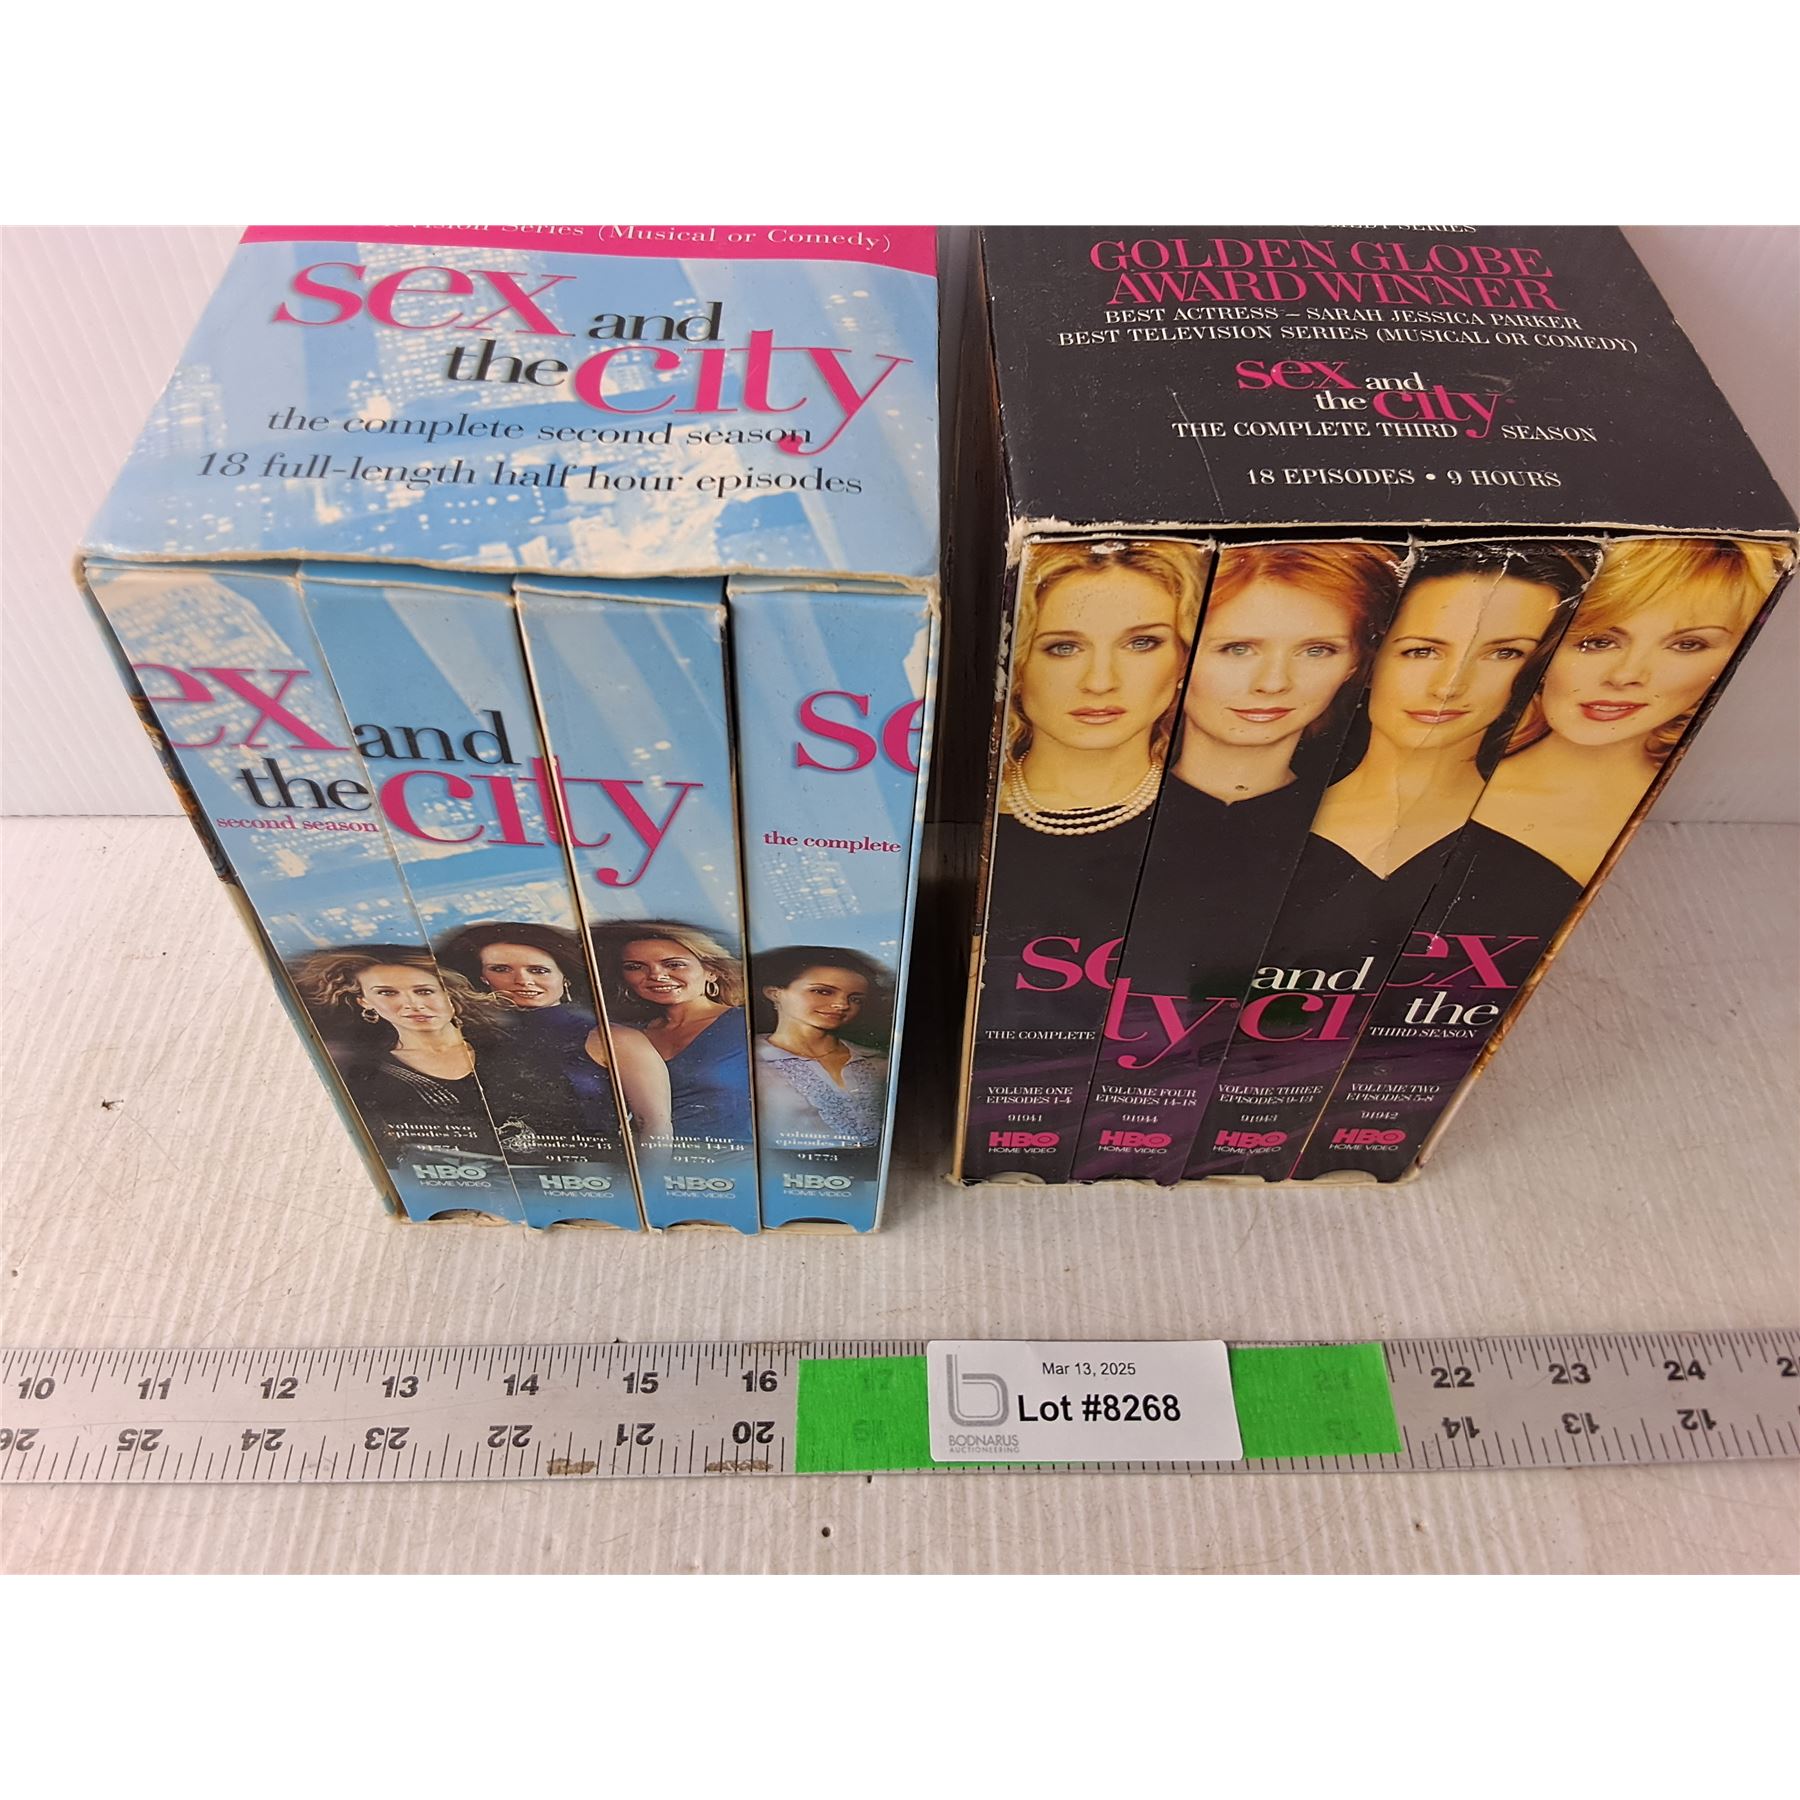 Series (Musical or Comedy)
sex and
the city
the complete second season
18 full-length half hour episodes
ex and
the city
second season
se
the complete
volume two
episodes 5-8
91774
HBO
HOME VIDEO
volume three
episodes 9-13
91775
HBO
HOME VIDEO
volume four
episodes 14-18
91776
HBO
HOME VIDEO
volume one
episodes 1-4
91773
HBO
HOME VIDEO
COMEDY SERIES
GOLDEN GLOBE
AWARD WINNER
BEST ACTRESS – SARAH JESSICA PARKER
BEST TELEVISION SERIES (MUSICAL OR COMEDY)
sex and
the city
THE COMPLETE THIRD SEASON
18 EPISODES • 9 HOURS
se
THE COMPLETE
VOLUME ONE
EPISODES 1-4
91941
HBO
HOME VIDEO
ty
VOLUME FOUR
EPISODES 14-18
91944
HBO
HOME VIDEO
and
ci
VOLUME THREE
EPISODES 9-13
91943
HBO
HOME VIDEO
ex
the
THIRD SEASON
VOLUME TWO
EPISODES 5-8
91942
HBO
HOME VIDEO
10 11 12 13 14 15 16 17 21 22 23 24
26 25 24 23 22 21 20 19 14 13 12
Mar 13, 2025
Lot #8268
BODNARUS
AUCTIONEERING